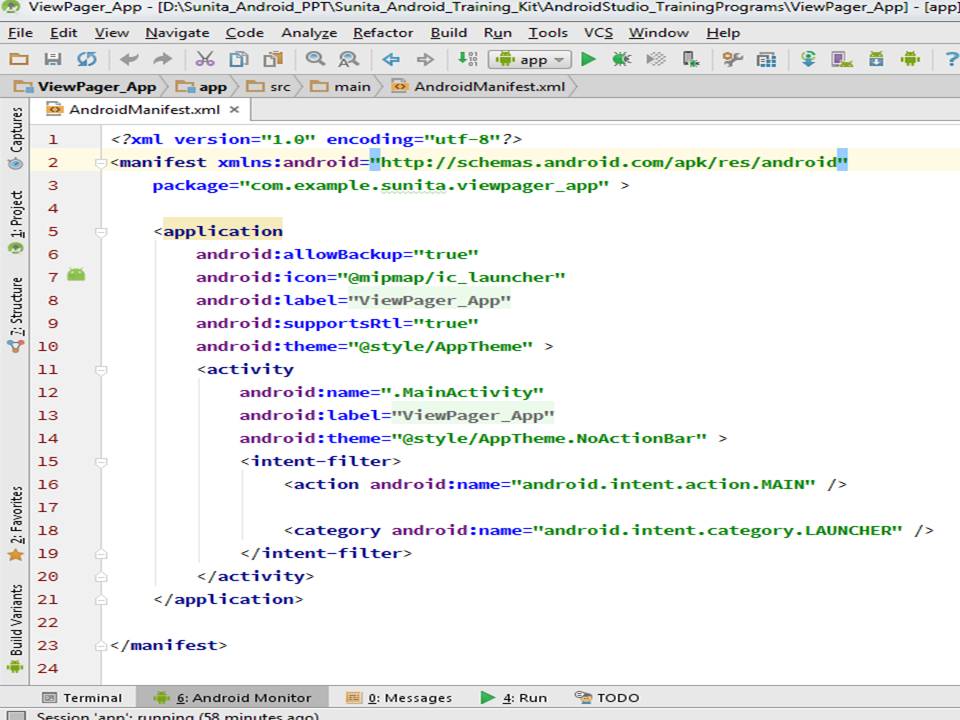 ViewPager_App - [D:\Sunita_Android_PPT\Sunita_Android_Training_Kit\AndroidStudio_TrainingPrograms\ViewPager_App] - [app]
File Edit View Navigate Code Analyze Refactor Build Run Tools VCS Window Help
app
ViewPager_App app src main AndroidManifest.xml
AndroidManifest.xml
Captures
1: Project
7: Structure
2: Favorites
Build Variants
1 <?xml version="1.0" encoding="utf-8"?>
2 <manifest xmlns:android="http://schemas.android.com/apk/res/android"
3 package="com.example.sunita.viewpager_app" >
4
5 <application
6 android:allowBackup="true"
7 android:icon="@mipmap/ic_launcher"
8 android:label="ViewPager_App"
9 android:supportsRtl="true"
10 android:theme="@style/AppTheme" >
11 <activity
12 android:name=".MainActivity"
13 android:label="ViewPager_App"
14 android:theme="@style/AppTheme.NoActionBar" >
15 <intent-filter>
16 <action android:name="android.intent.action.MAIN" />
17
18 <category android:name="android.intent.category.LAUNCHER" />
19 </intent-filter>
20 </activity>
21 </application>
22
23 </manifest>
24
Terminal 6: Android Monitor 0: Messages 4: Run TODO
Session 'app': running (58 minutes ago)